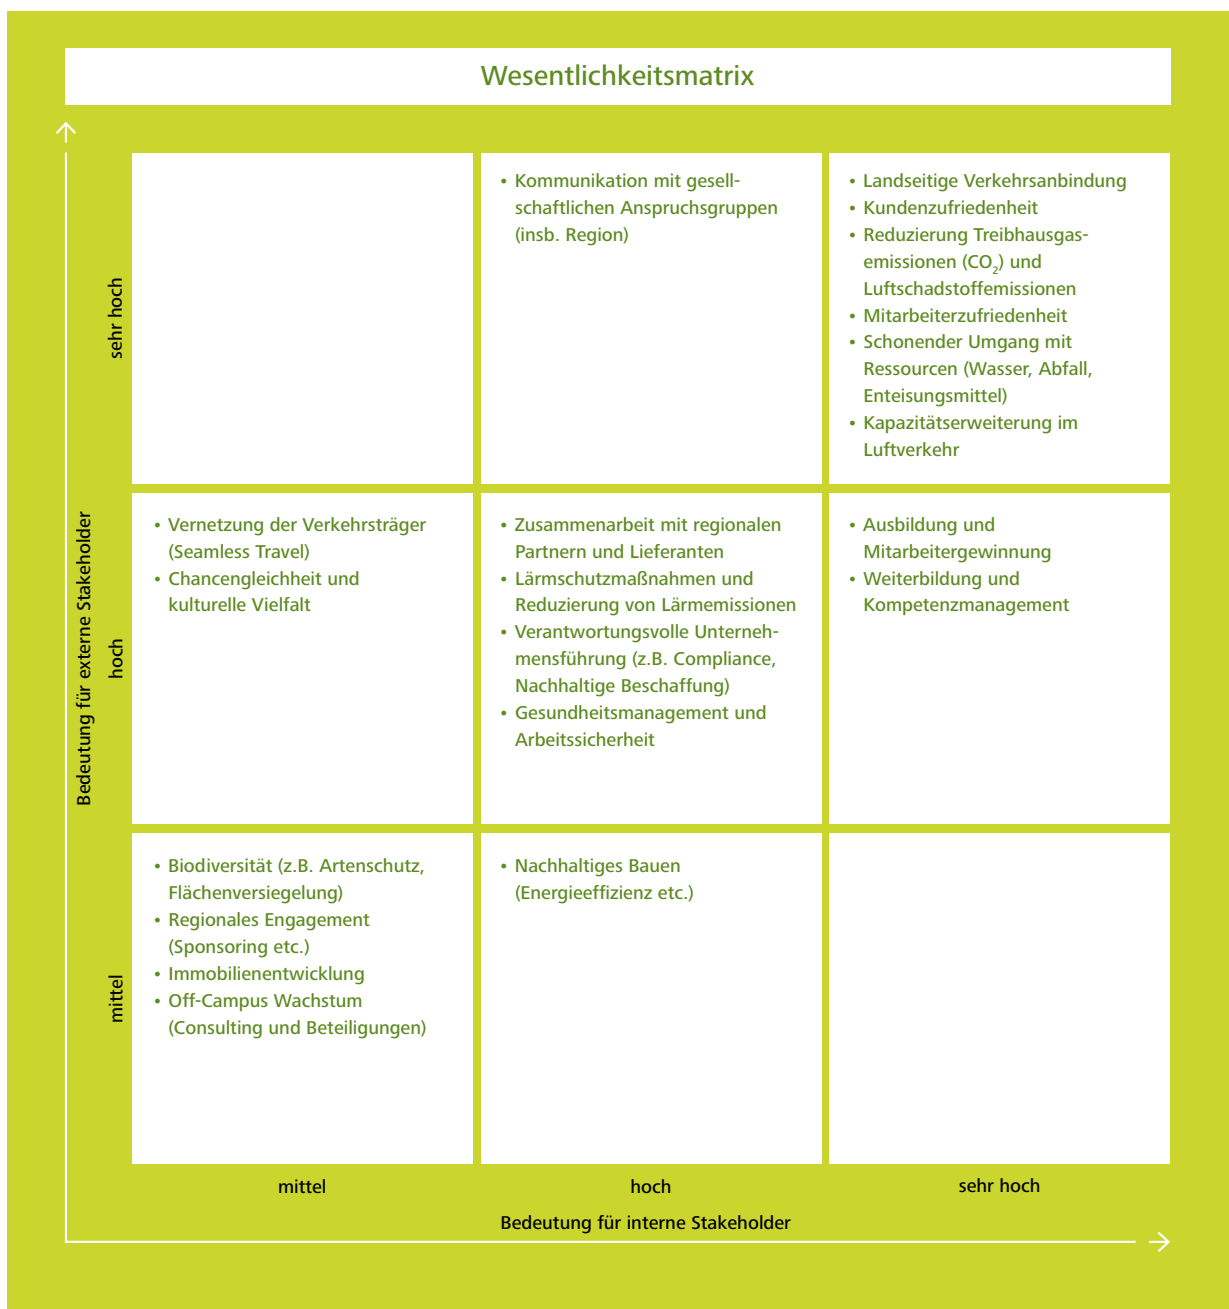 Wesentlichkeitsmatrix
Bedeutung für externe Stakeholder
sehr hoch
• Kommunikation mit gesell-
schaftlichen Anspruchsgruppen
(insb. Region)
• Landseitige Verkehrsanbindung
• Kundenzufriedenheit
• Reduzierung Treibhausgas-
emissionen (CO₂) und
Luftschadstoffemissionen
• Mitarbeiterzufriedenheit
• Schonender Umgang mit
Ressourcen (Wasser, Abfall,
Enteisungsmittel)
• Kapazitätserweiterung im
Luftverkehr
hoch
• Vernetzung der Verkehrsträger
(Seamless Travel)
• Chancengleichheit und
kulturelle Vielfalt
• Zusammenarbeit mit regionalen
Partnern und Lieferanten
• Lärmschutzmaßnahmen und
Reduzierung von Lärmemissionen
• Verantwortungsvolle Unterneh-
mensführung (z.B. Compliance,
Nachhaltige Beschaffung)
• Gesundheitsmanagement und
Arbeitssicherheit
• Ausbildung und
Mitarbeitergewinnung
• Weiterbildung und
Kompetenzmanagement
mittel
• Biodiversität (z.B. Artenschutz,
Flächenversiegelung)
• Regionales Engagement
(Sponsoring etc.)
• Immobilienentwicklung
• Off-Campus Wachstum
(Consulting und Beteiligungen)
• Nachhaltiges Bauen
(Energieeffizienz etc.)
mittel
hoch
sehr hoch
Bedeutung für interne Stakeholder